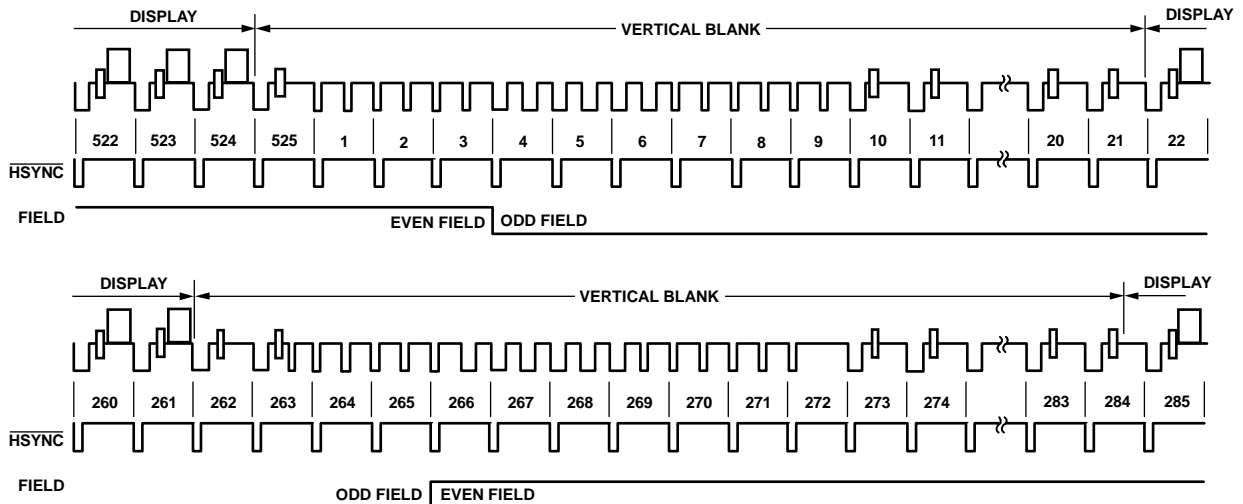 DISPLAY
VERTICAL BLANK
DISPLAY
522 523 524 525 1 2 3 4 5 6 7 8 9 10 11 20 21 22
HSYNC
FIELD
EVEN FIELD ODD FIELD
DISPLAY
VERTICAL BLANK
DISPLAY
260 261 262 263 264 265 266 267 268 269 270 271 272 273 274 283 284 285
HSYNC
FIELD
ODD FIELD EVEN FIELD